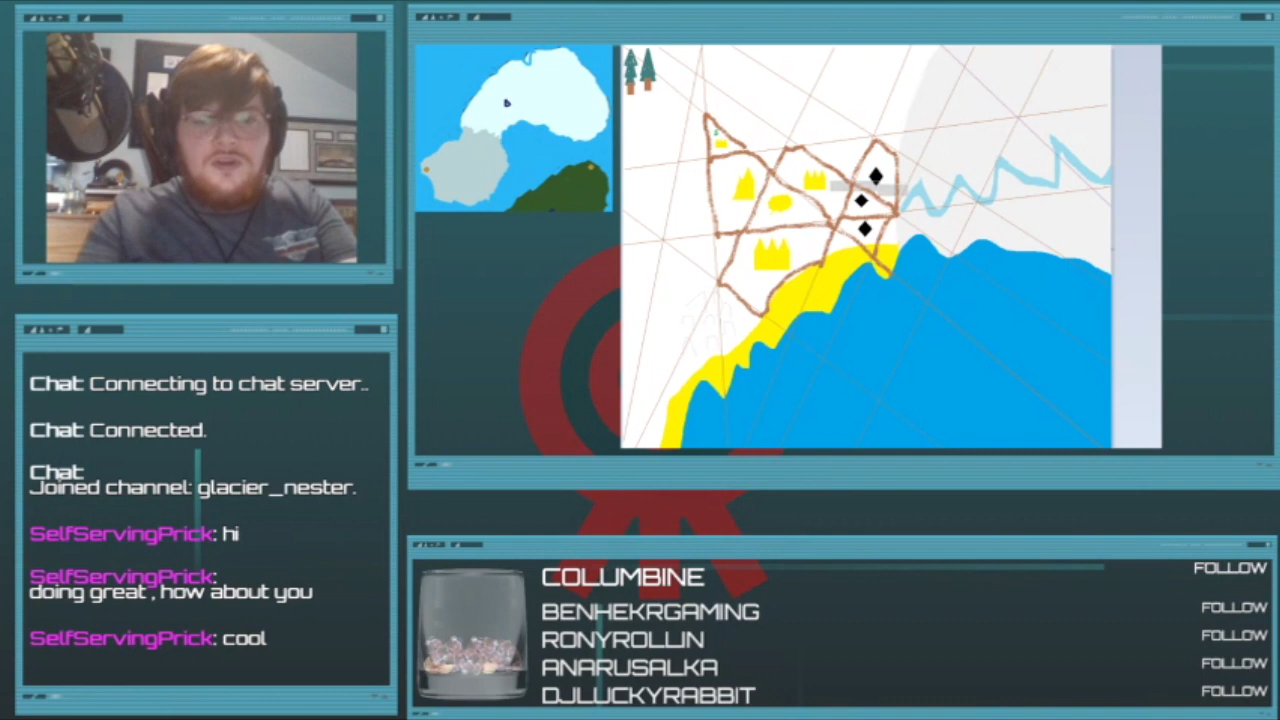 Chat: Connecting to chat server..
Chat: Connected.
Chat:
Joined channel: glacier_nester.
SelfServingPrick: hi
SelfServingPrick:
doing great , how about you
SelfServingPrick: cool
COLUMBINE FOLLOW
BENHEKRGAMING FOLLOW
RONYROLLIN FOLLOW
ANARUSALKA FOLLOW
DJLUCKYRABBIT FOLLOW